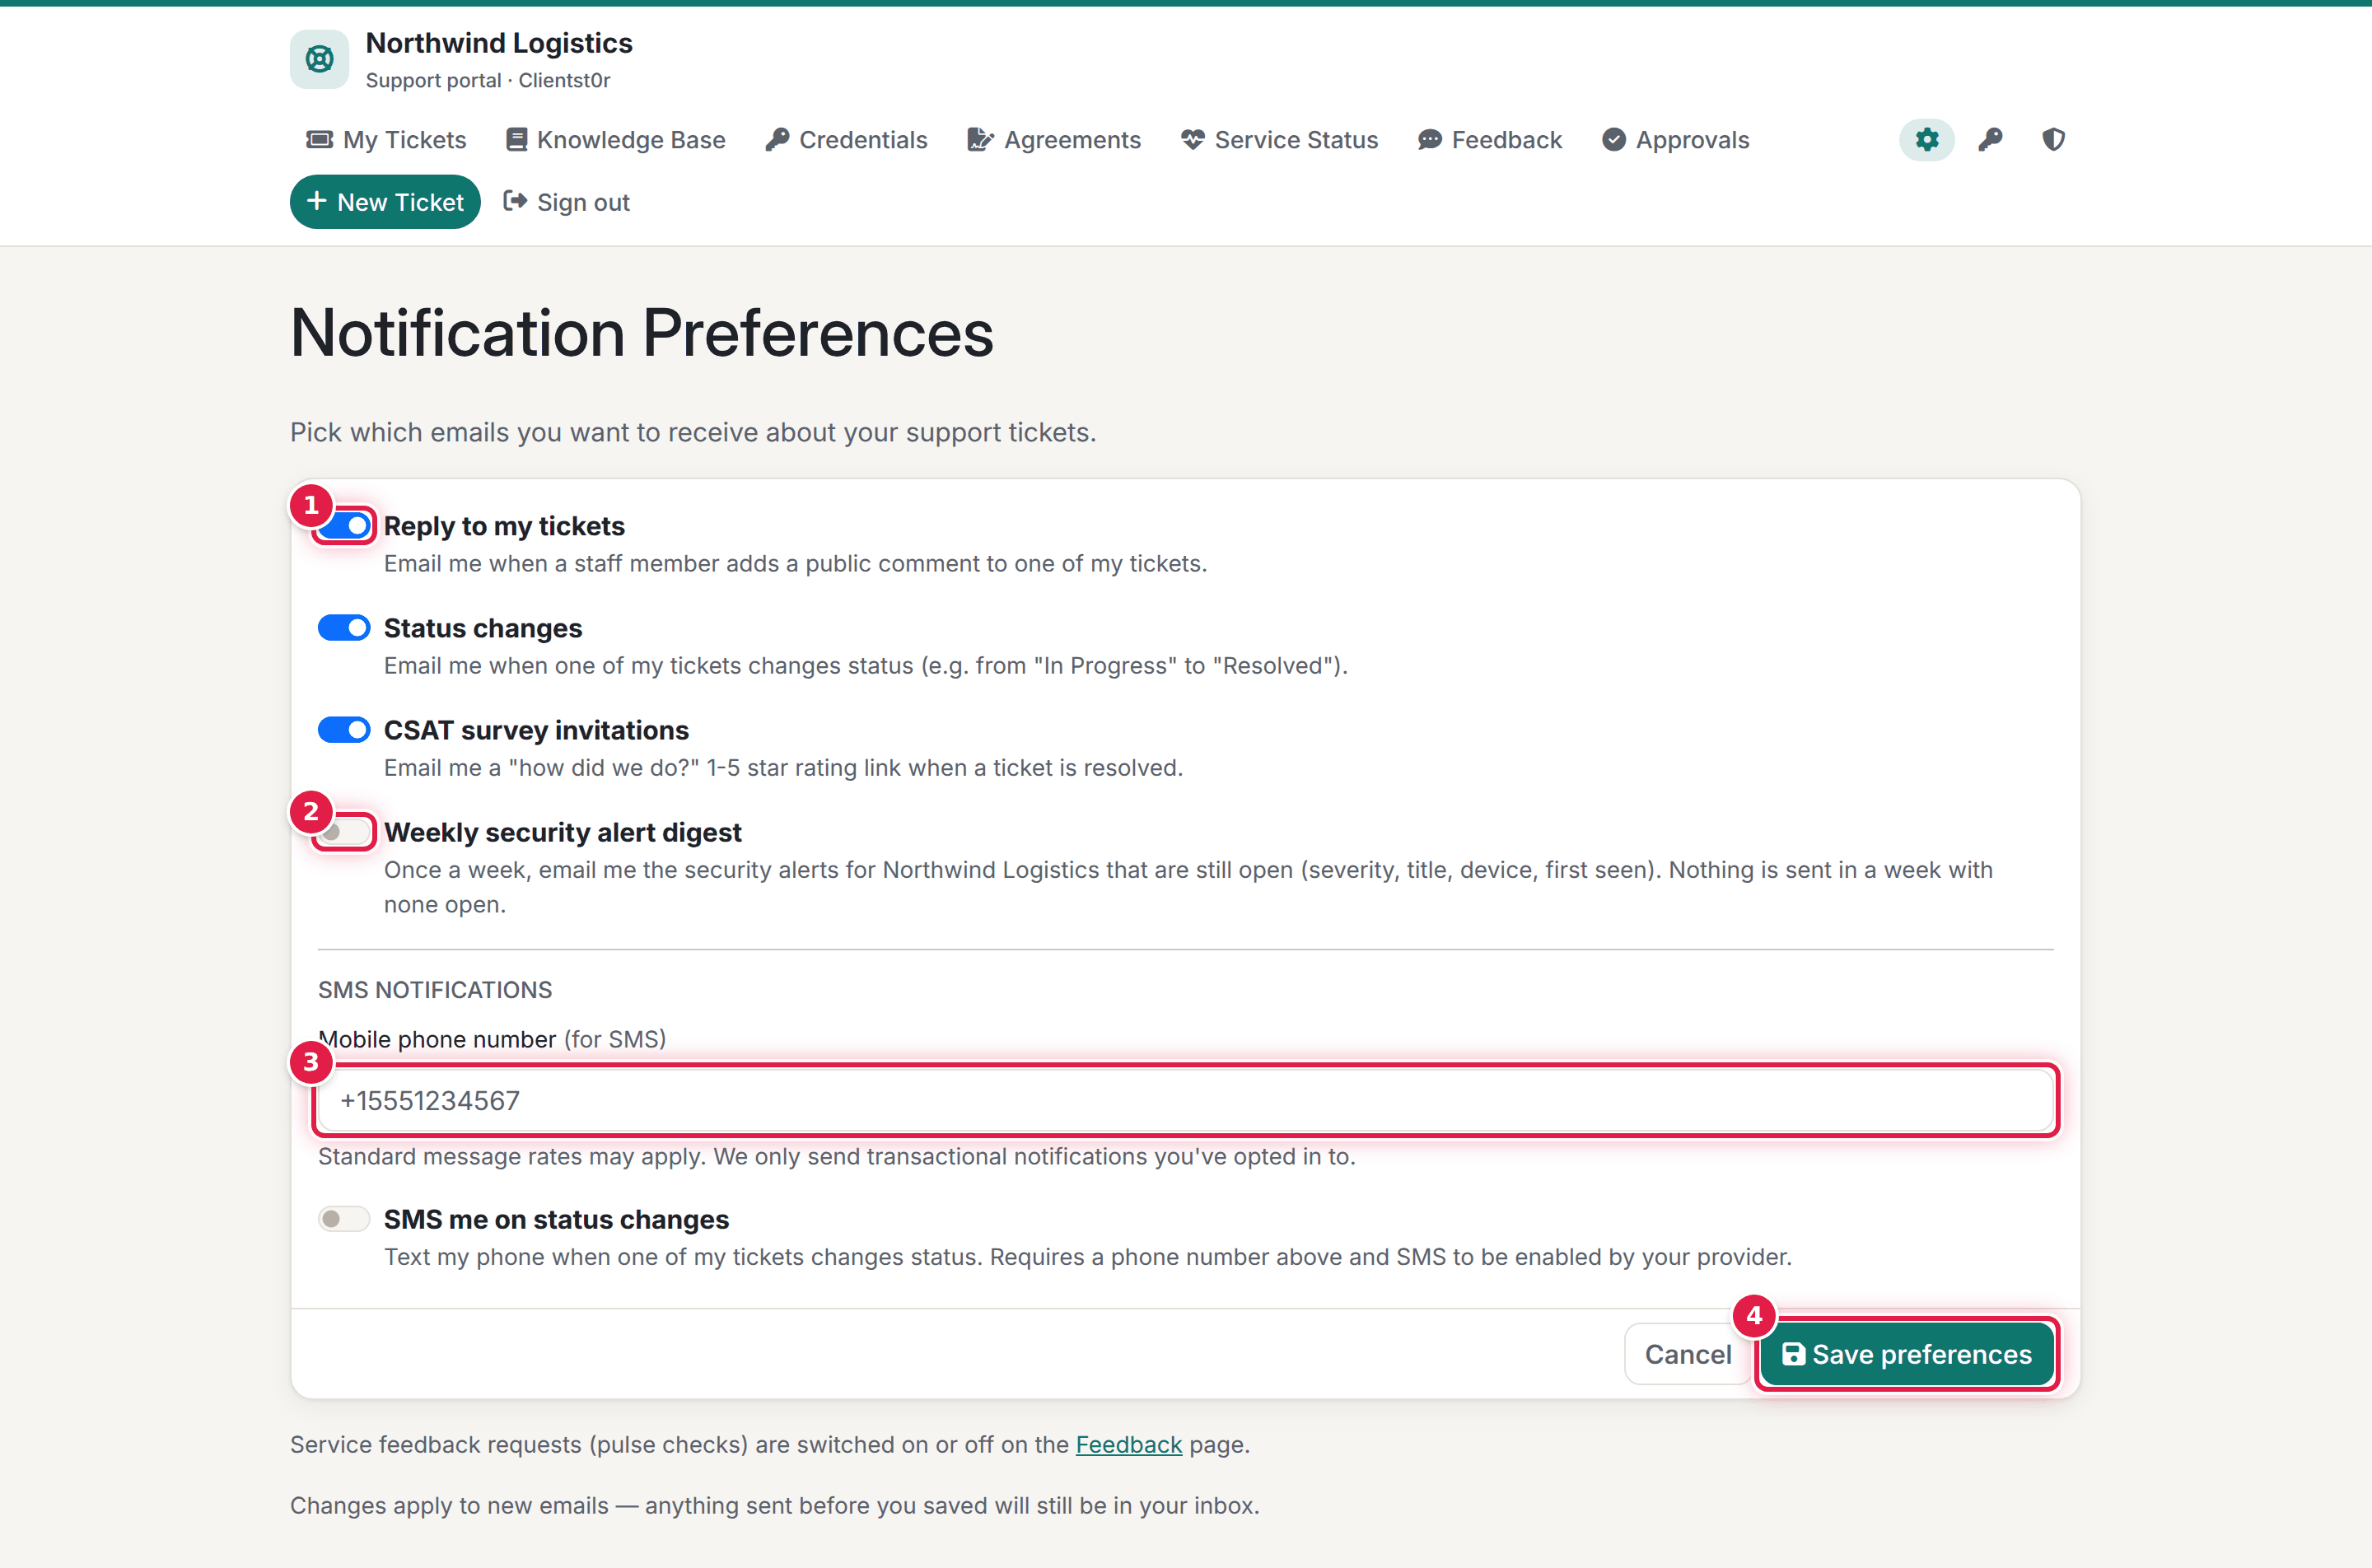 Northwind Logistics
Support portal · Clientst0r
My Tickets
Knowledge Base
Credentials
Agreements
Service Status
Feedback
Approvals
New Ticket
Sign out
Notification Preferences
Pick which emails you want to receive about your support tickets.
1
Reply to my tickets
Email me when a staff member adds a public comment to one of my tickets.
Status changes
Email me when one of my tickets changes status (e.g. from "In Progress" to "Resolved").
CSAT survey invitations
Email me a "how did we do?" 1-5 star rating link when a ticket is resolved.
2
Weekly security alert digest
Once a week, email me the security alerts for Northwind Logistics that are still open (severity, title, device, first seen). Nothing is sent in a week with
none open.
SMS NOTIFICATIONS
Mobile phone number (for SMS)
3
+15551234567
Standard message rates may apply. We only send transactional notifications you've opted in to.
SMS me on status changes
Text my phone when one of my tickets changes status. Requires a phone number above and SMS to be enabled by your provider.
Cancel
4
Save preferences
Service feedback requests (pulse checks) are switched on or off on the Feedback page.
Changes apply to new emails — anything sent before you saved will still be in your inbox.